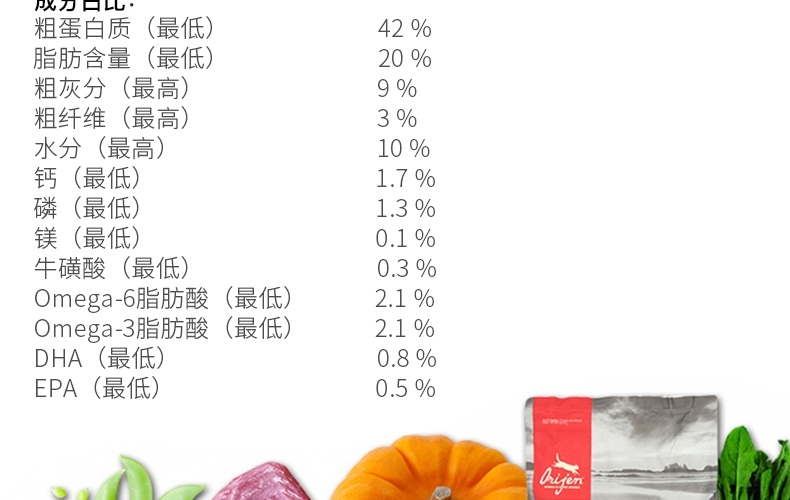 成分百比：
粗蛋白质（最低） 42 %
脂肪含量（最低） 20 %
粗灰分（最高） 9 %
粗纤维（最高） 3 %
水分（最高） 10 %
钙（最低） 1.7 %
磷（最低） 1.3 %
镁（最低） 0.1 %
牛磺酸（最低） 0.3 %
Omega-6脂肪酸（最低） 2.1 %
Omega-3脂肪酸（最低） 2.1 %
DHA（最低） 0.8 %
EPA（最低） 0.5 %
Orijen